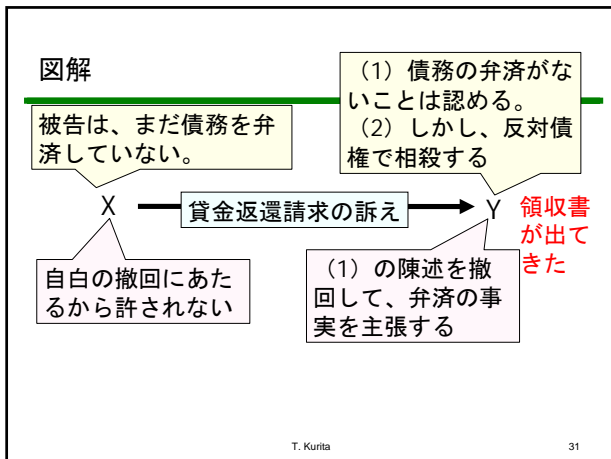 図解
（1）債務の弁済がな
いことは認める。
（2）しかし、反対債
権で相殺する
被告は、まだ債務を弁
済していない。
X
貸金返還請求の訴え
Y
領収書
が出て
きた
自白の撤回にあた
るから許されない
（1）の陳述を撤
回して、弁済の事
実を主張する
T. Kurita
31